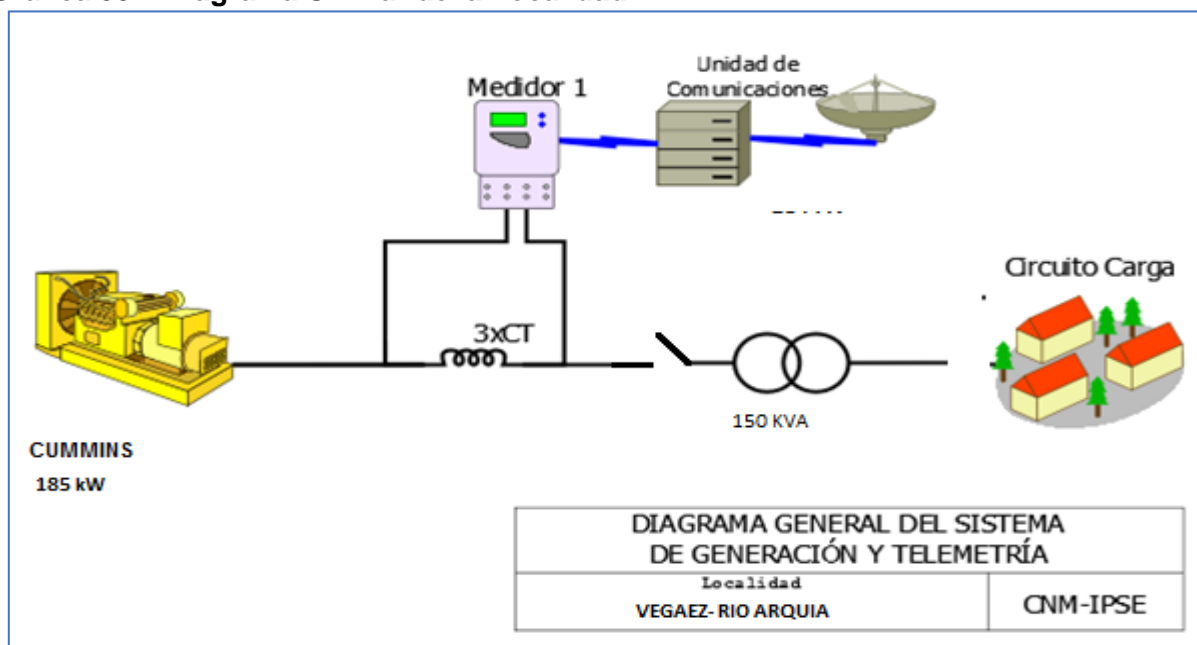 Medidor 1
Unidad de
Comunicaciones
3xCT
Circuito Carga
150 KVA
CUMMINS
185 kW
DIAGRAMA GENERAL DEL SISTEMA
DE GENERACIÓN Y TELEMETRÍA
Localidad
VEGAEZ- RIO ARQUIA
CNM-IPSE